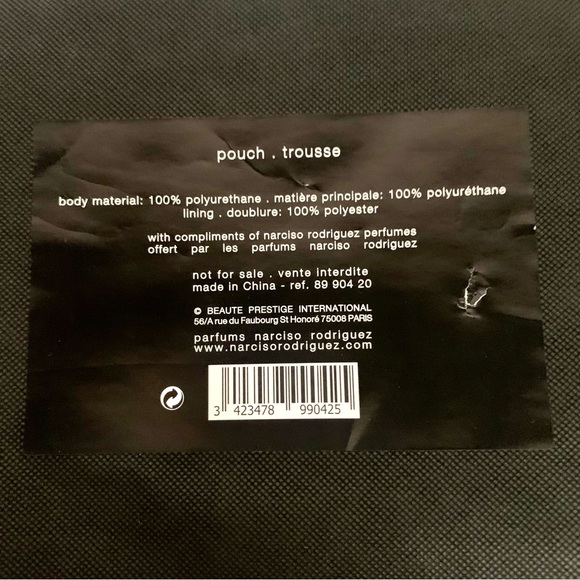 pouch . trousse
body material: 100% polyurethane . matière principale: 100% polyuréthane
lining . doublure: 100% polyester
with compliments of narciso rodriguez perfumes
offert par les parfums narciso rodriguez
not for sale . vente interdite
made in China - ref. 89 904 20
© BEAUTE PRESTIGE INTERNATIONAL
56/A rue du Faubourg St Honoré 75008 PARIS
parfums narciso rodriguez
www.narcisorodriguez.com
3 423478 990425